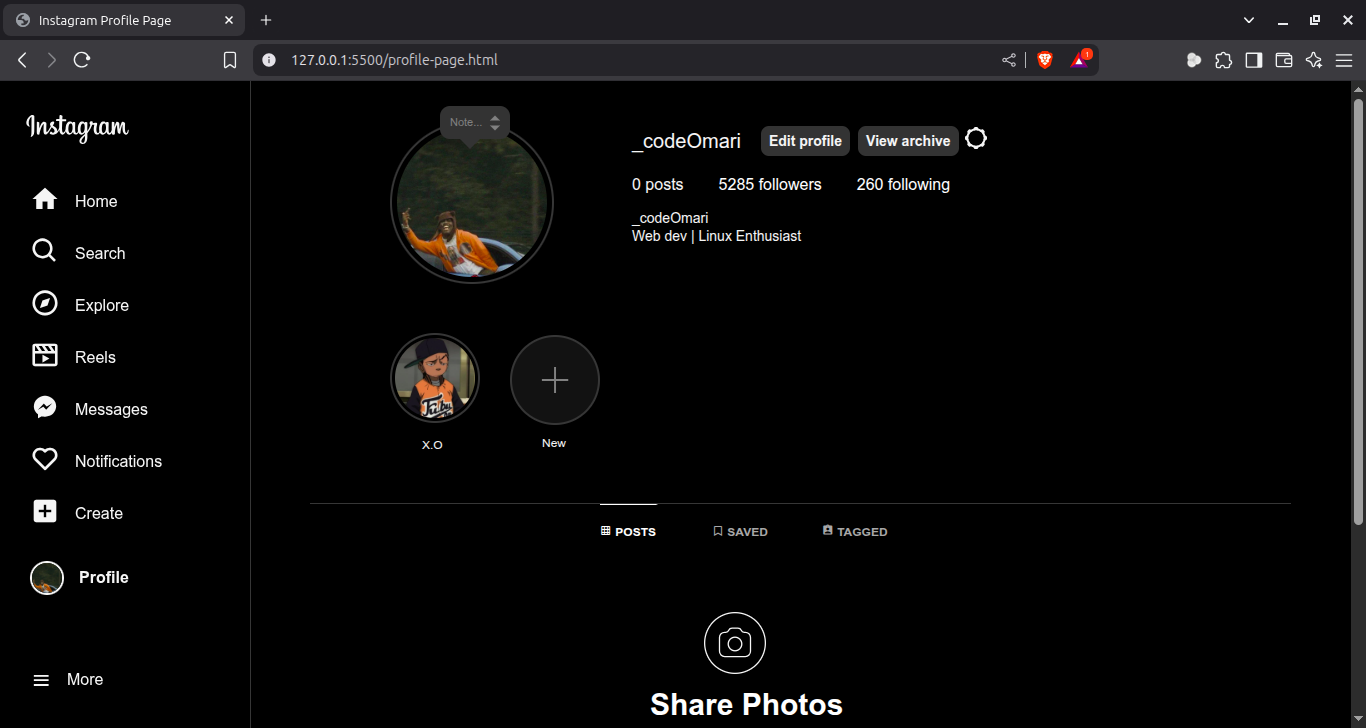 Instagram Profile Page
127.0.0.1:5500/profile-page.html
1
Instagram
Home
Search
Explore
Reels
Messages
Notifications
Create
Profile
More
Note...
_codeOmari
Edit profile
View archive
0 posts
5285 followers
260 following
_codeOmari
Web dev | Linux Enthusiast
X.O
New
POSTS
SAVED
TAGGED
Share Photos